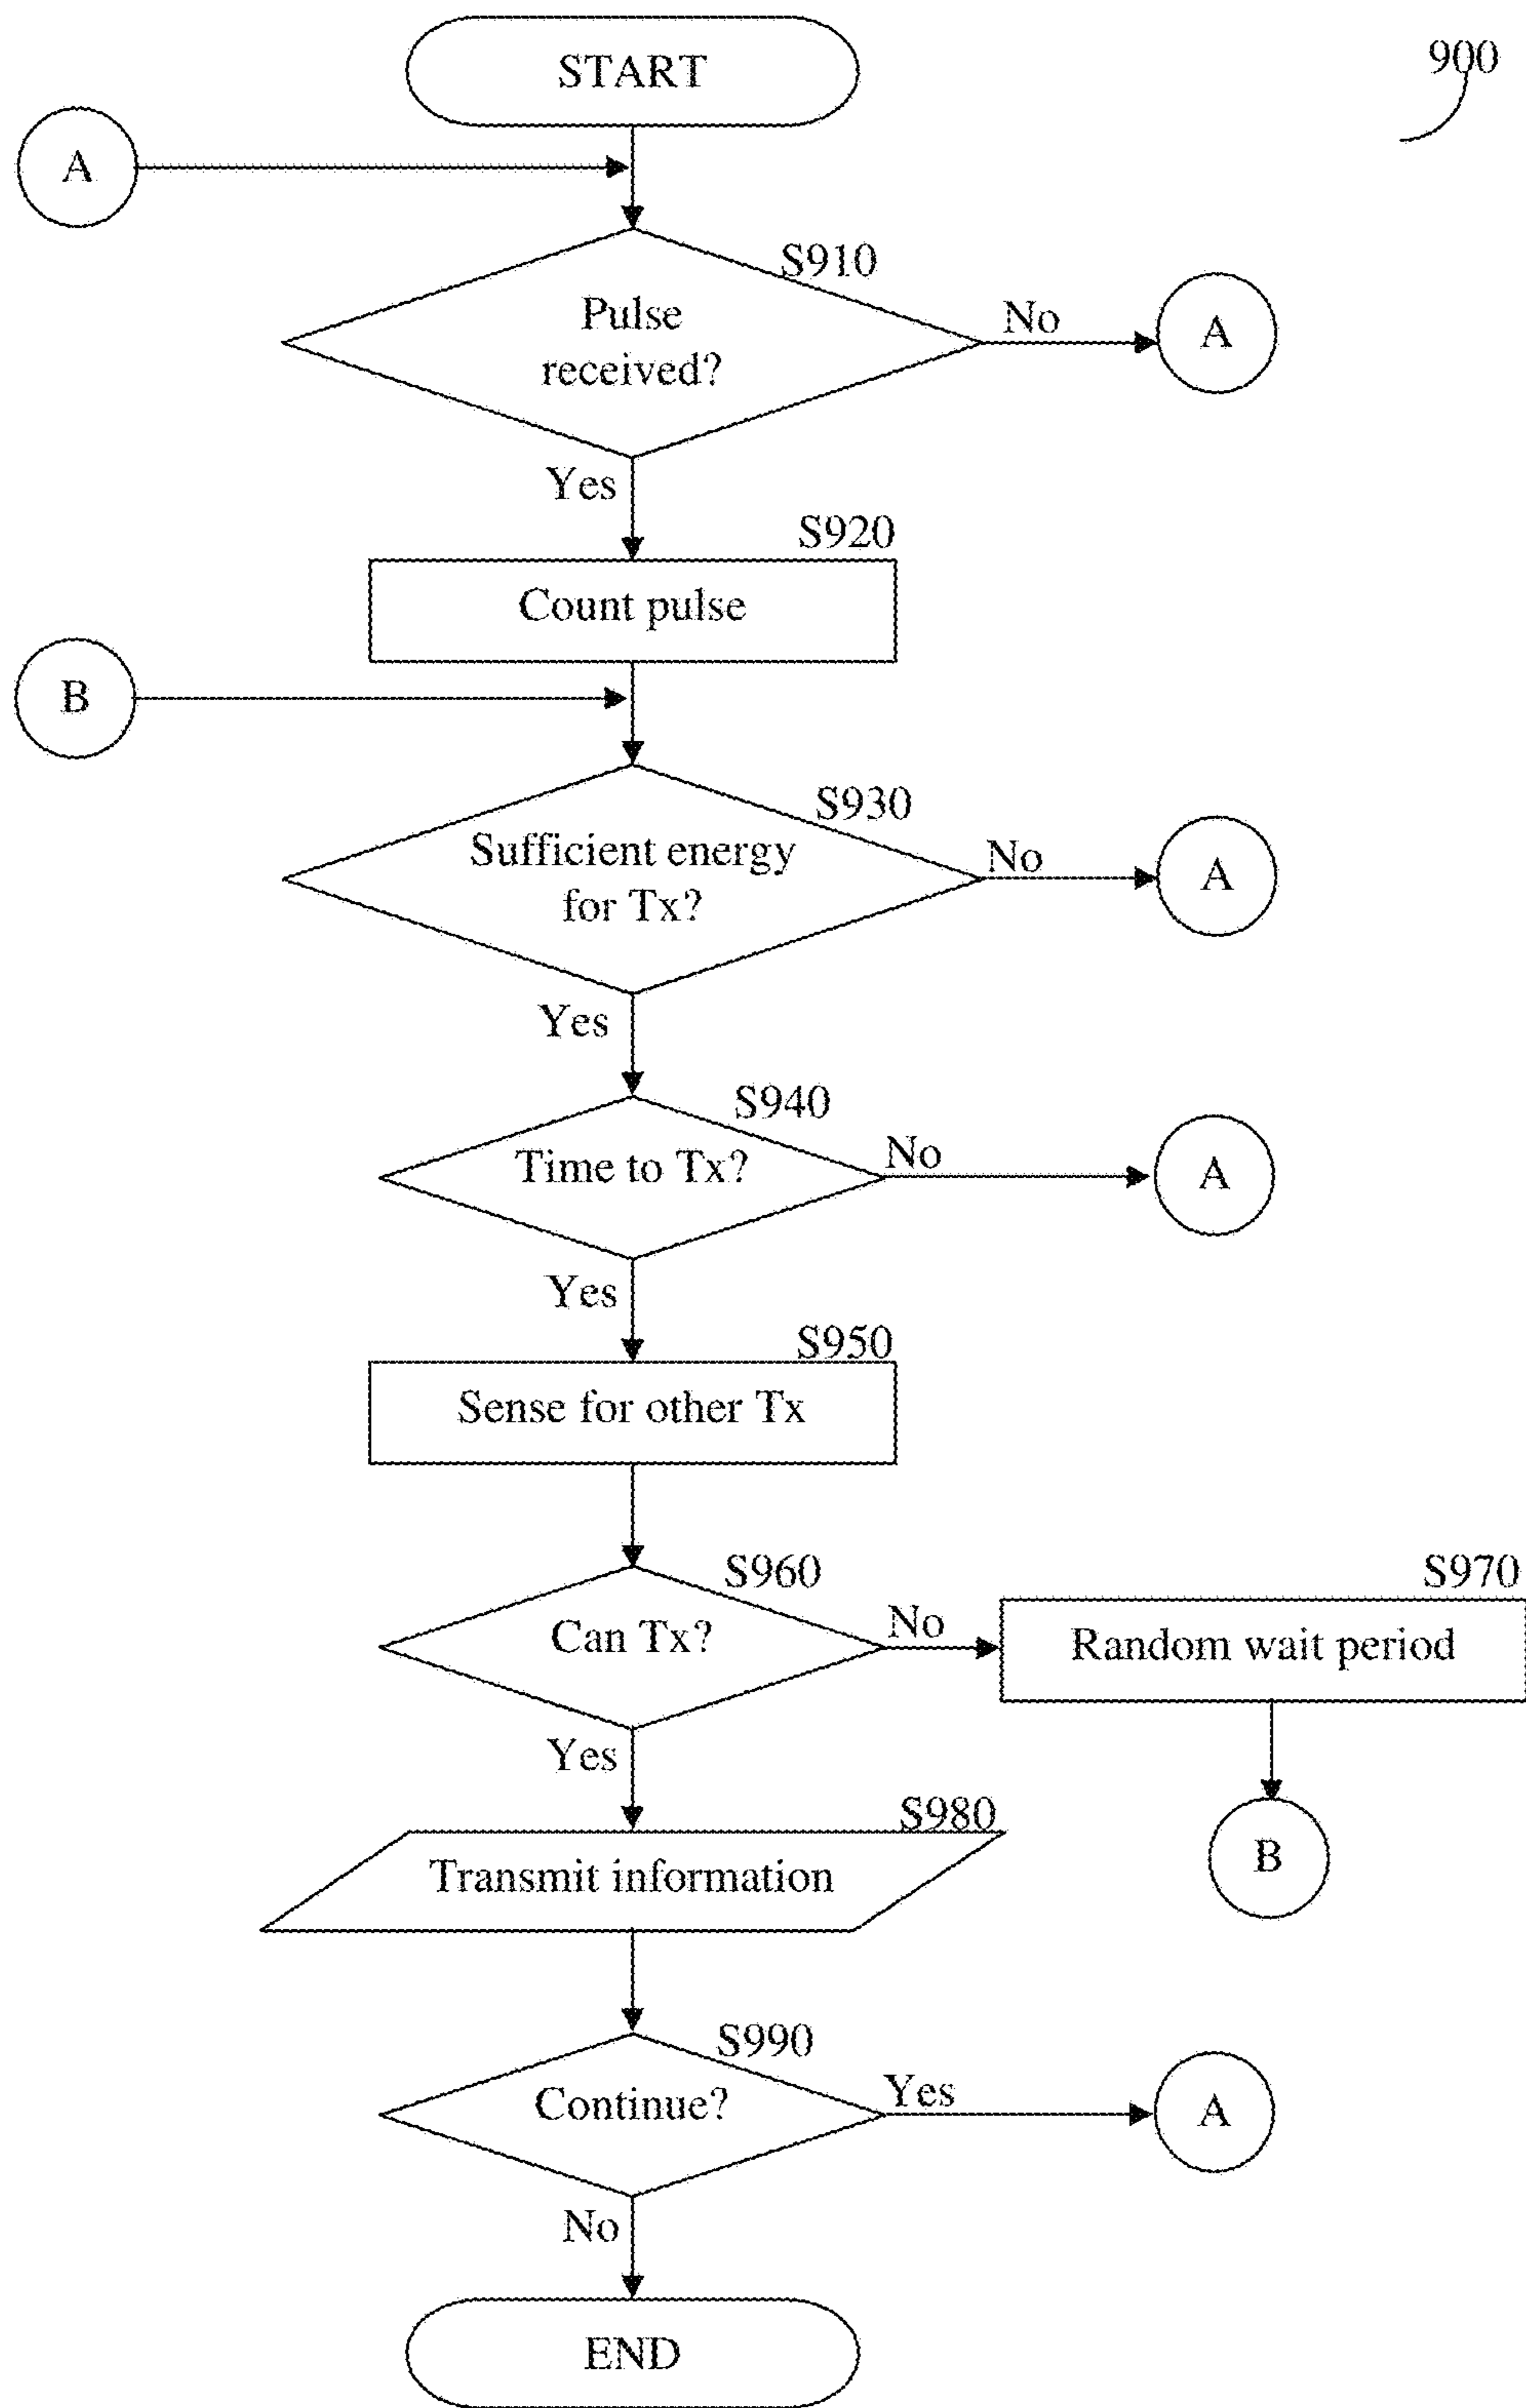 START
900
A
S910
Pulse
received?
No
A
Yes
S920
Count pulse
B
S930
Sufficient energy
for Tx?
No
A
Yes
S940
Time to Tx?
No
A
Yes
S950
Sense for other Tx
S960
Can Tx?
No
S970
Random wait period
Yes
B
S980
Transmit information
S990
Continue?
Yes
A
No
END